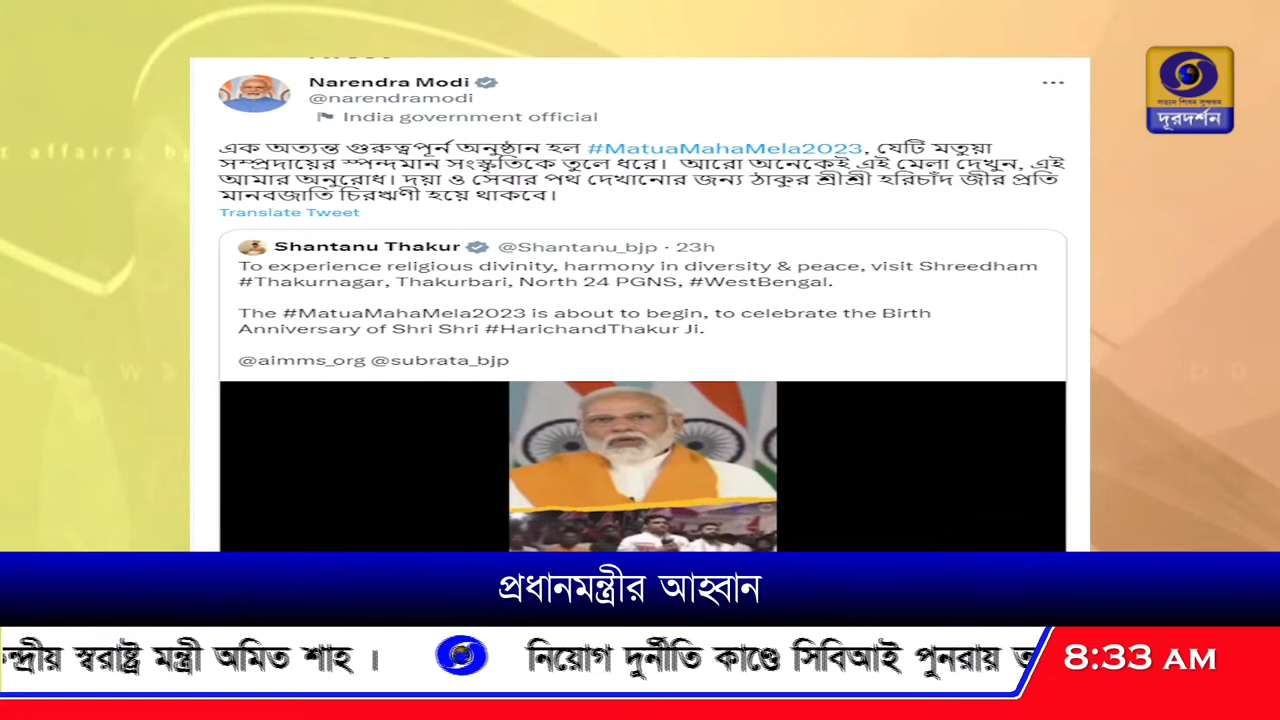 Narendra Modi
@narendramodi
India government official
এক অত্যন্ত গুরুত্বপূর্ন অনুষ্ঠান হল #MatuaMahaMela2023, যেটি মতুয়া
সম্প্রদায়ের স্পন্দমান সংস্কৃতিকে তুলে ধরে। আরো অনেকেই এই মেলা দেখুন, এই
আমার অনুরোধ। দয়া ও সেবার পথ দেখানোর জন্য ঠাকুর শ্রীশ্রী হরিচাঁদ জীর প্রতি
মানবজাতি চিরঋণী হয়ে থাকবে।
Translate Tweet
Shantanu Thakur @Shantanu_bjp · 23h
To experience religious divinity, harmony in diversity & peace, visit Shreedham
#Thakurnagar, Thakurbari, North 24 PGNS, #WestBengal.
The #MatuaMahaMela2023 is about to begin, to celebrate the Birth
Anniversary of Shri Shri #HarichandThakur Ji.
@aimms_org @subrata_bjp
সত্যম শিবম সুন্দরম
দূরদর্শন
প্রধানমন্ত্রীর আহ্বান
স্বরাষ্ট্র মন্ত্রী অমিত শাহ । নিয়োগ দুর্নীতি কাণ্ডে সিবিআই পুনরায়
8:33 AM